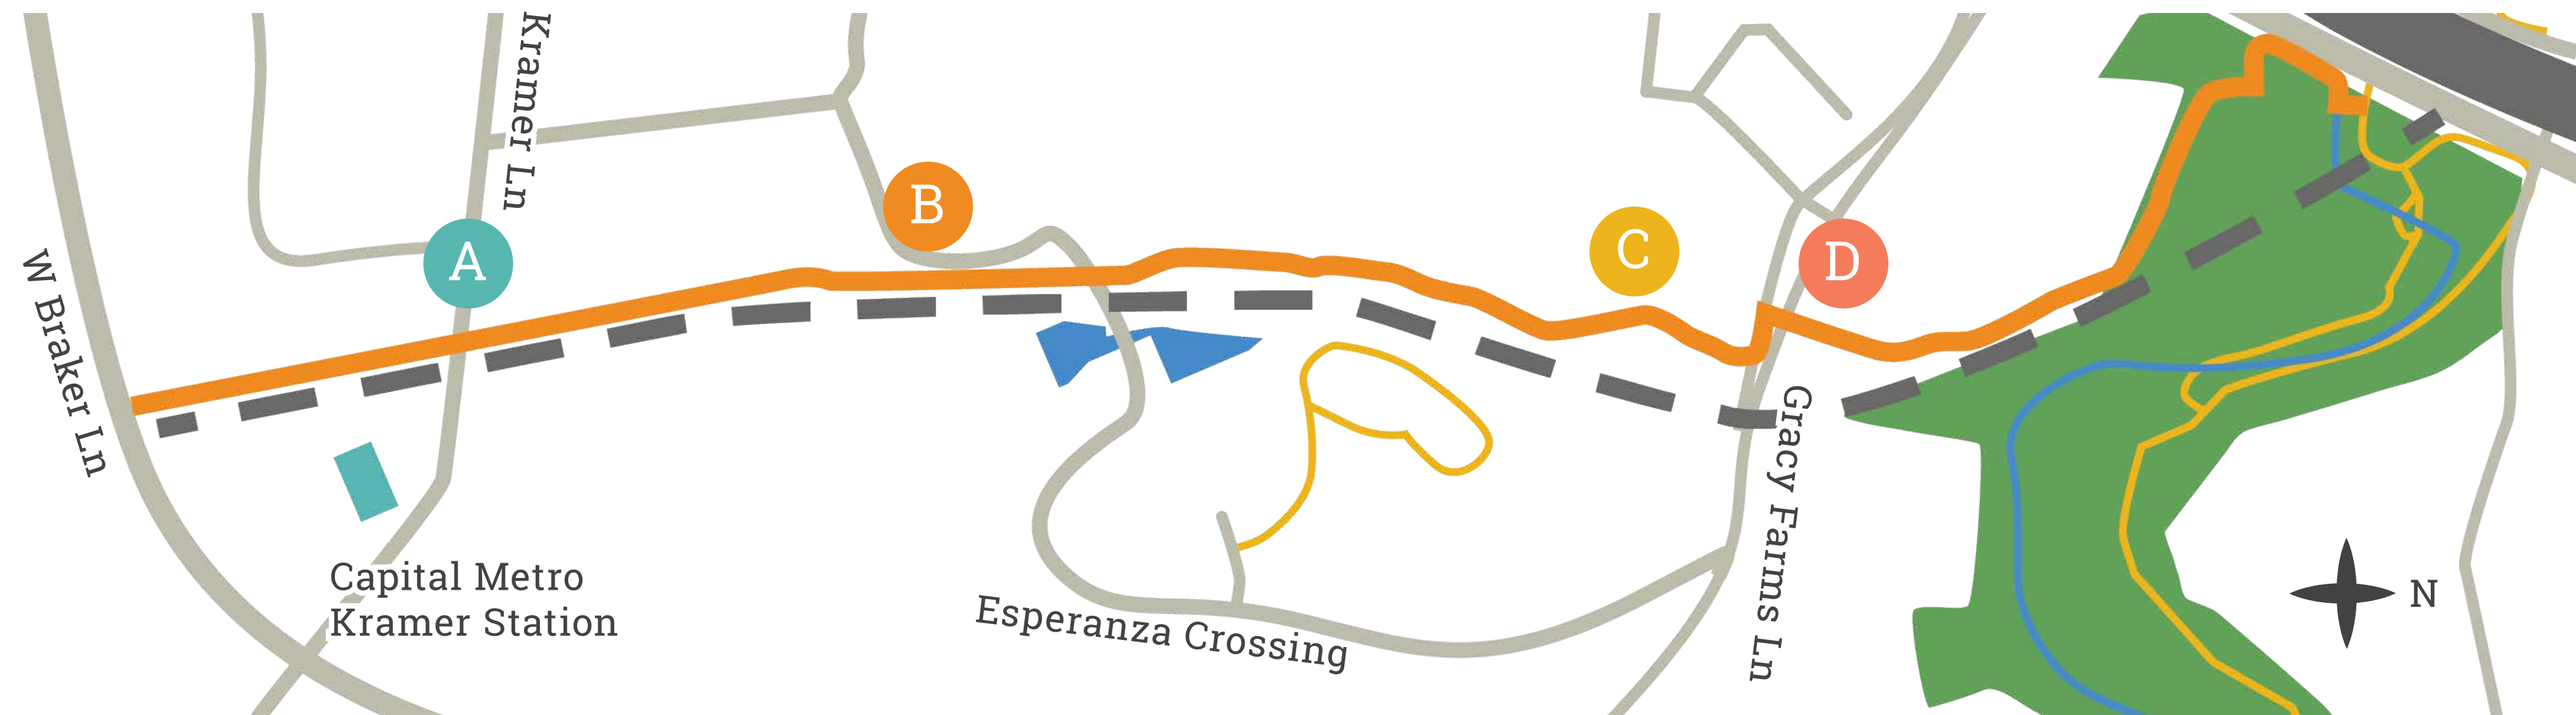 Kramer Ln
W Braker Ln
A
B
C
D
Capital Metro
Kramer Station
Esperanza Crossing
Gracy Farms Ln
N